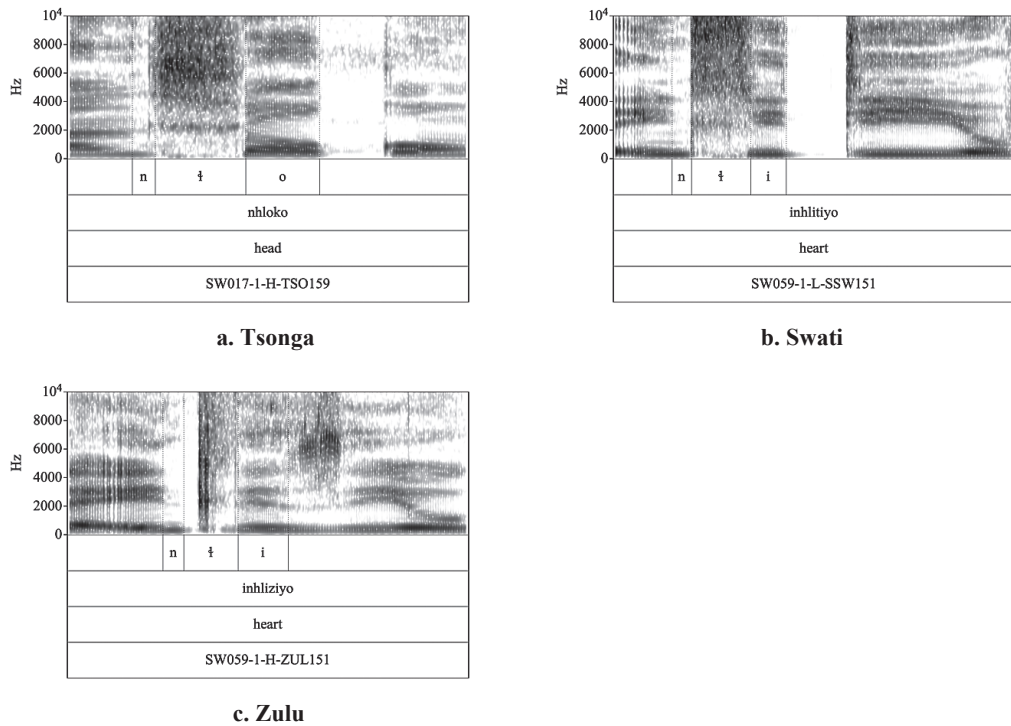 10⁴
8000
6000
4000
2000
0
Hz
n ɬ o
nhloko
head
SW017-1-H-TSO159
a. Tsonga
10⁴
8000
6000
4000
2000
0
Hz
n ɬ i
inhlitiyo
heart
SW059-1-L-SSW151
b. Swati
10⁴
8000
6000
4000
2000
0
Hz
n ɬ i
inhliziyo
heart
SW059-1-H-ZUL151
c. Zulu